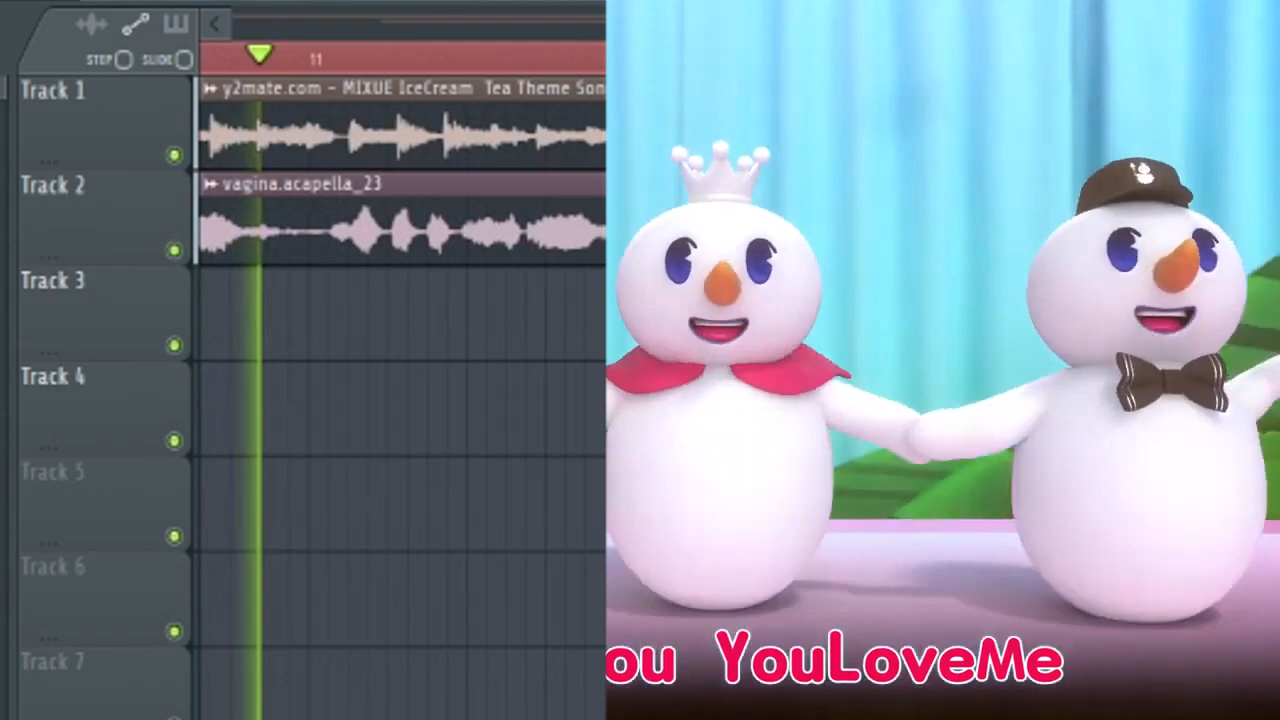 STEP SLIDE
11
Track 1
y2mate.com - MIXUE IceCream Tea Theme Son
Track 2
vagina.acapella_23
Track 3
Track 4
Track 5
Track 6
Track 7
ou YouLoveMe